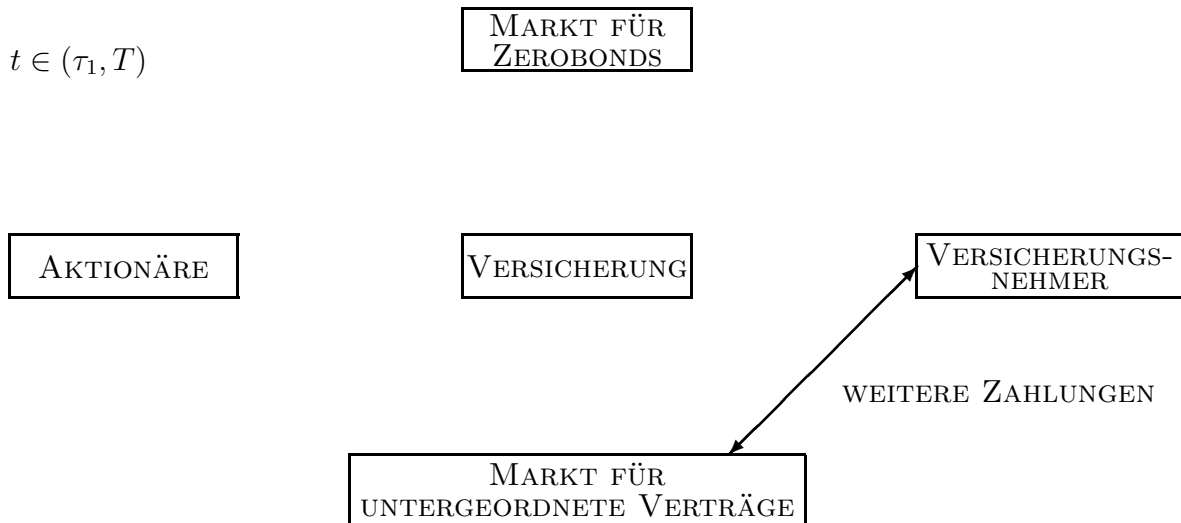 Markt für
Zerobonds
t ∈ (τ₁, T)
Aktionäre
Versicherung
Versicherungs-
nehmer
weitere Zahlungen
Markt für
untergeordnete Verträge